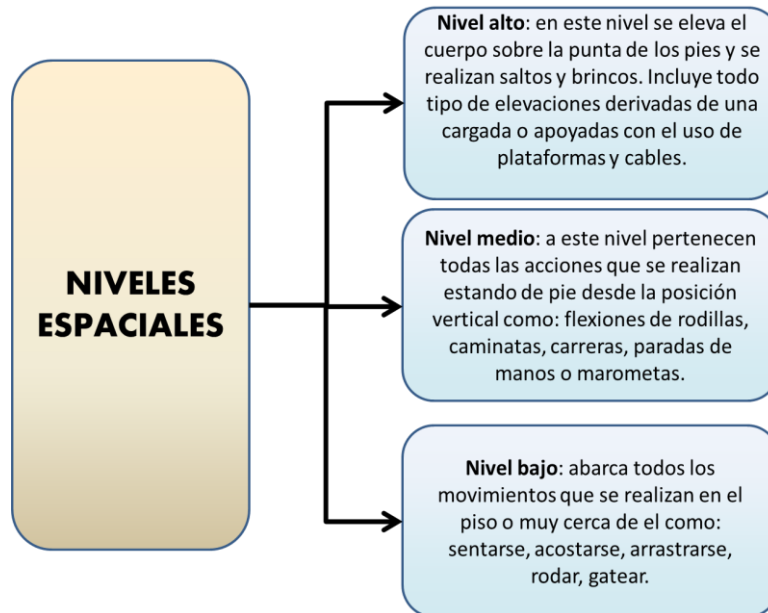 NIVELES
ESPACIALES
Nivel alto: en este nivel se eleva el
cuerpo sobre la punta de los pies y se
realizan saltos y brincos. Incluye todo
tipo de elevaciones derivadas de una
cargada o apoyadas con el uso de
plataformas y cables.
Nivel medio: a este nivel pertenecen
todas las acciones que se realizan
estando de pie desde la posición
vertical como: flexiones de rodillas,
caminatas, carreras, paradas de
manos o marometas.
Nivel bajo: abarca todos los
movimientos que se realizan en el
piso o muy cerca de el como:
sentarse, acostarse, arrastrarse,
rodar, gatear.